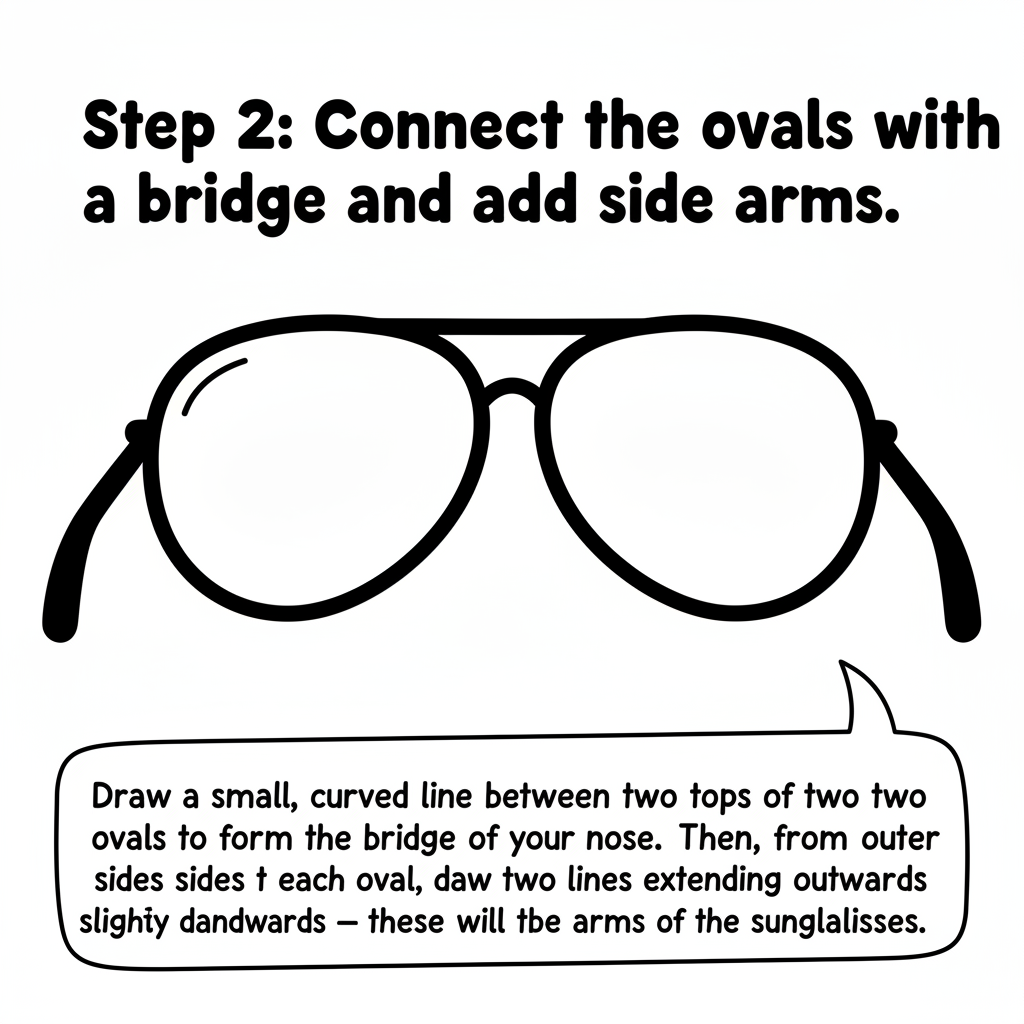 Step 2: Connect the ovals with
a bridge and add side arms.
Draw a small, curved line between two tops of two two
ovals to form the bridge of your nose. Then, from outer
sides sides t each oval, daw two lines extending outwards
slighty dandwards – these will tbe arms of the sunglalisses.